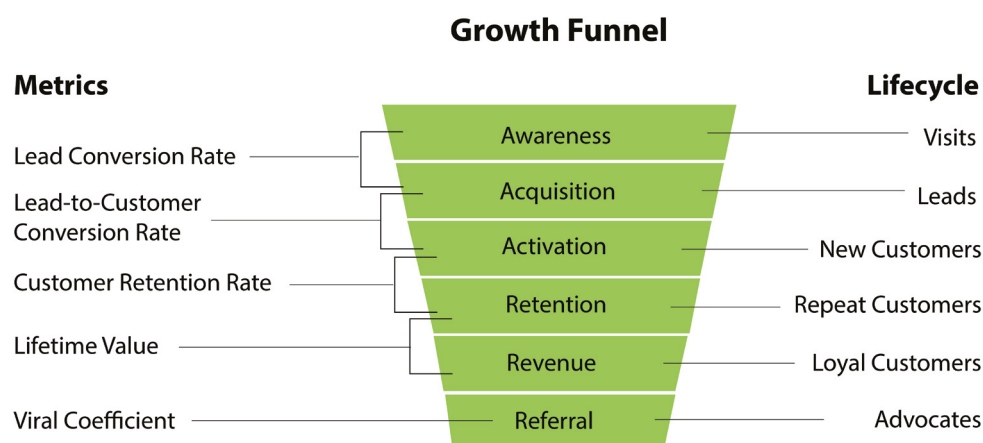 Growth Funnel
Metrics
Lifecycle
Awareness
Visits
Lead Conversion Rate
Acquisition
Leads
Lead-to-Customer
Conversion Rate
Activation
New Customers
Customer Retention Rate
Retention
Repeat Customers
Lifetime Value
Revenue
Loyal Customers
Viral Coefficient
Referral
Advocates